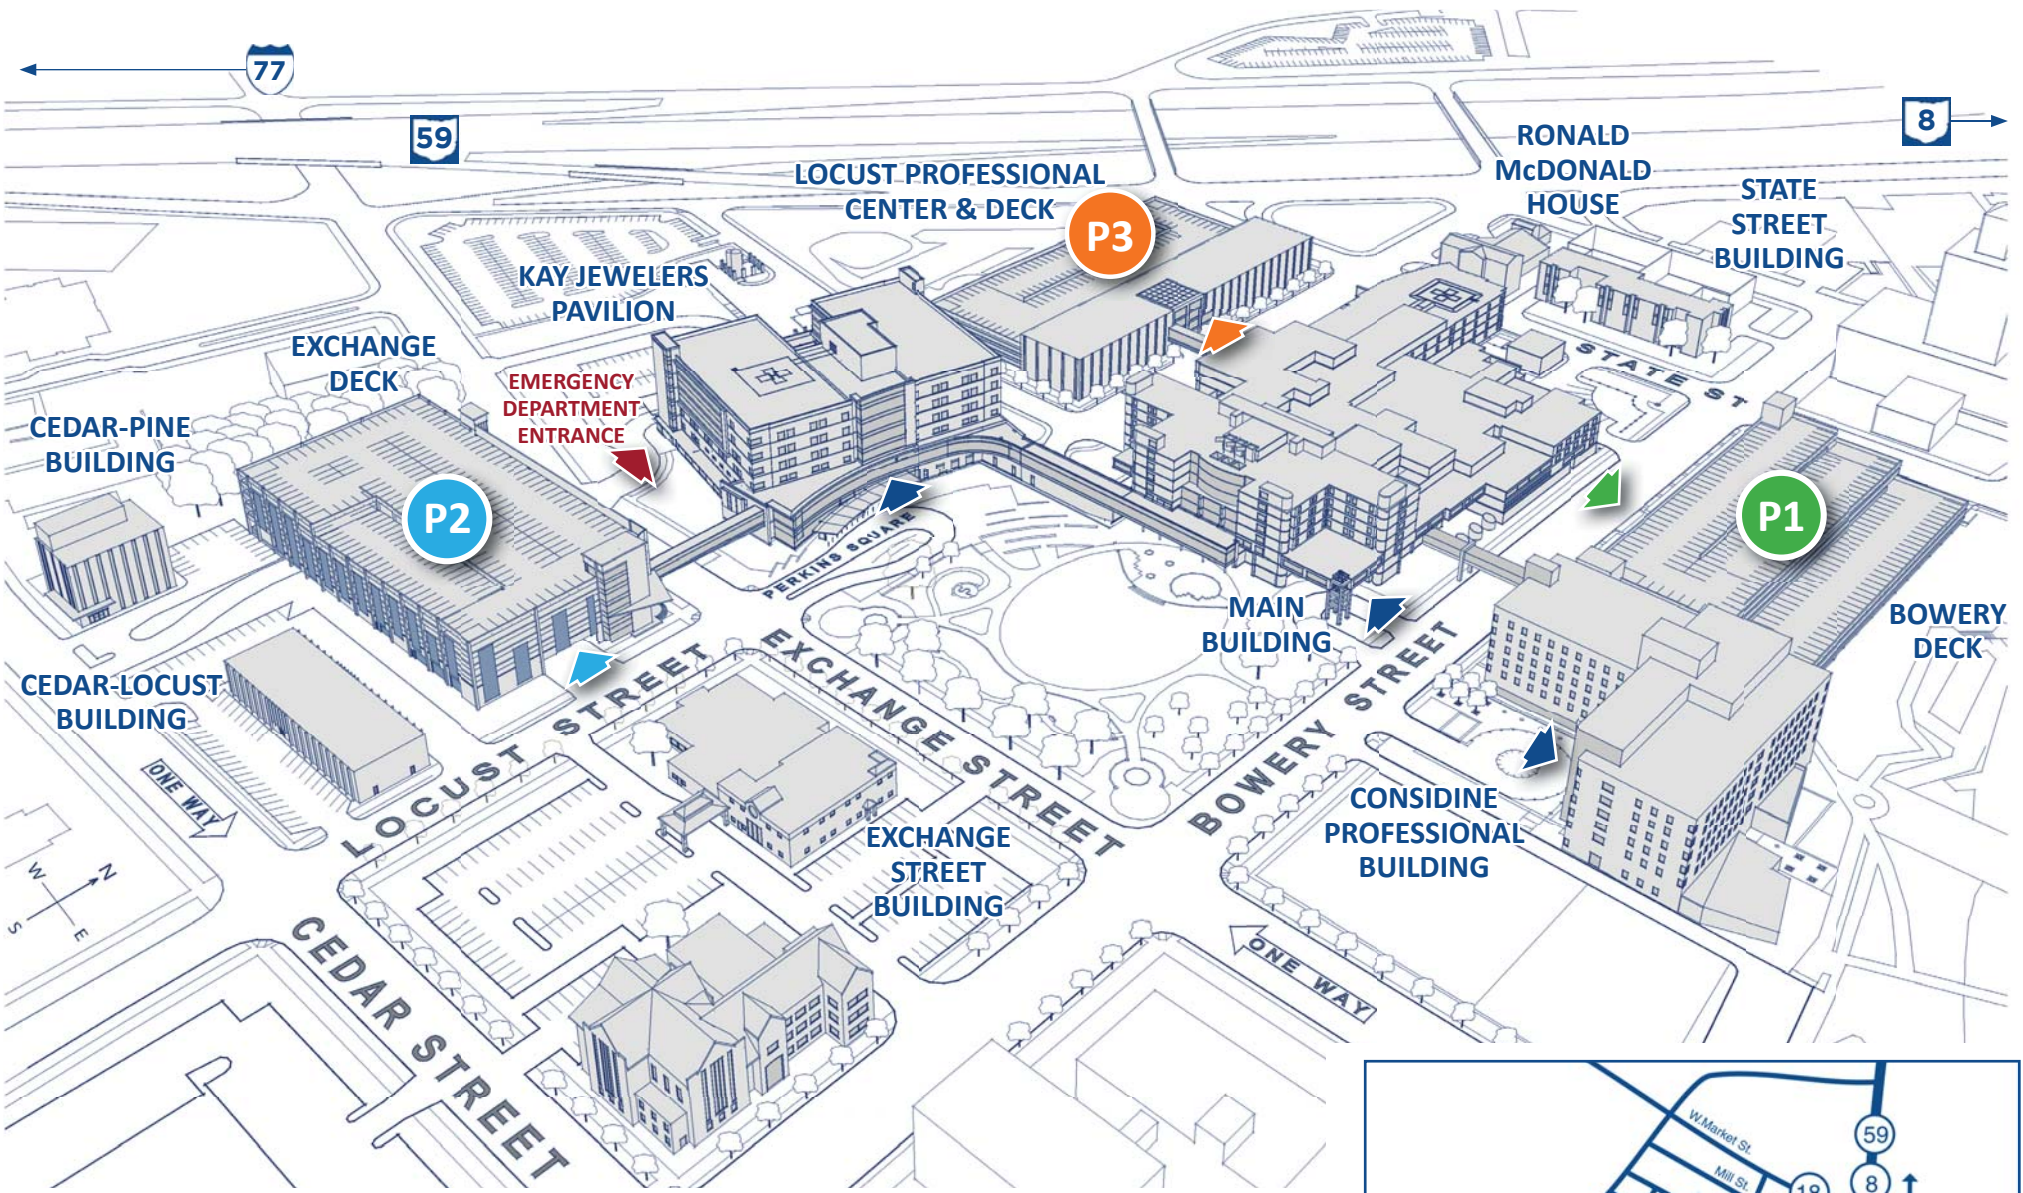 77
59
8
RONALD
McDONALD
HOUSE
LOCUST PROFESSIONAL
CENTER & DECK
P3
STATE
STREET
BUILDING
KAY JEWELERS
PAVILION
EXCHANGE
DECK
EMERGENCY
DEPARTMENT
ENTRANCE
CEDAR-PINE
BUILDING
STATE ST
P2
P1
PERKINS SQUARE
MAIN
BUILDING
BOWERY
DECK
CEDAR-LOCUST
BUILDING
LOCUST STREET
EXCHANGE STREET
BOWERY STREET
ONE WAY
CONSIDINE
PROFESSIONAL
BUILDING
EXCHANGE
STREET
BUILDING
N
W
S
E
CEDAR STREET
ONE WAY
W.Market St.
59
Mill St.
18
8